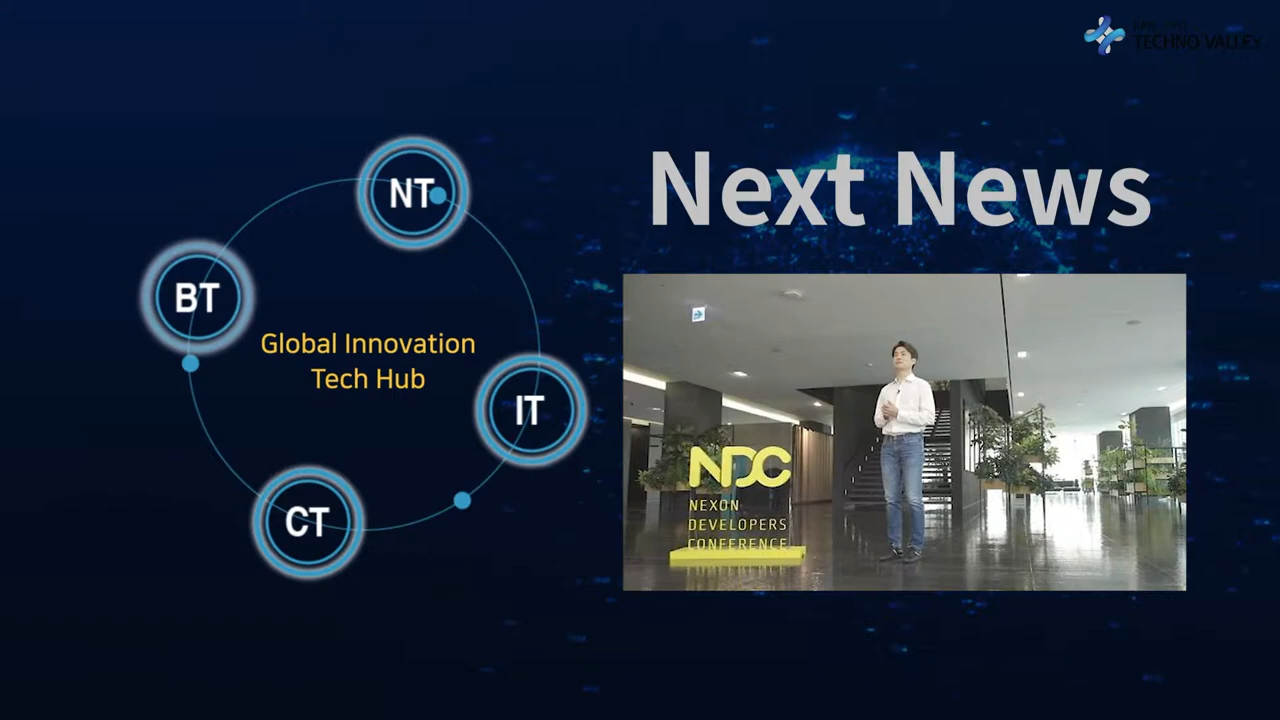 TECHNO VALLEY
Next News
NT
BT
Global Innovation
Tech Hub
IT
CT
NDC
NEXON
DEVELOPERS
CONFERENCE